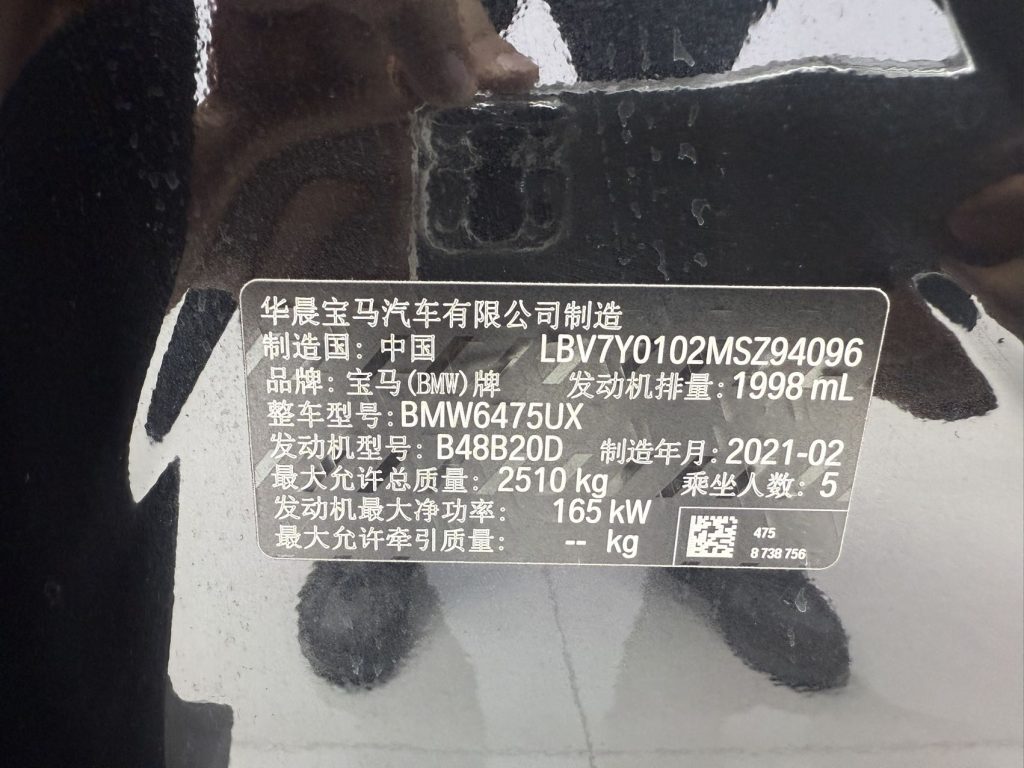 华晨宝马汽车有限公司制造
制造国: 中国 LBV7Y0102MSZ94096
品牌: 宝马(BMW)牌 发动机排量: 1998 mL
整车型号: BMW6475UX
发动机型号: B48B20D 制造年月: 2021-02
最大允许总质量: 2510 kg 乘坐人数: 5
发动机最大净功率: 165 kW
最大允许牵引质量: -- kg
475
8 738 756